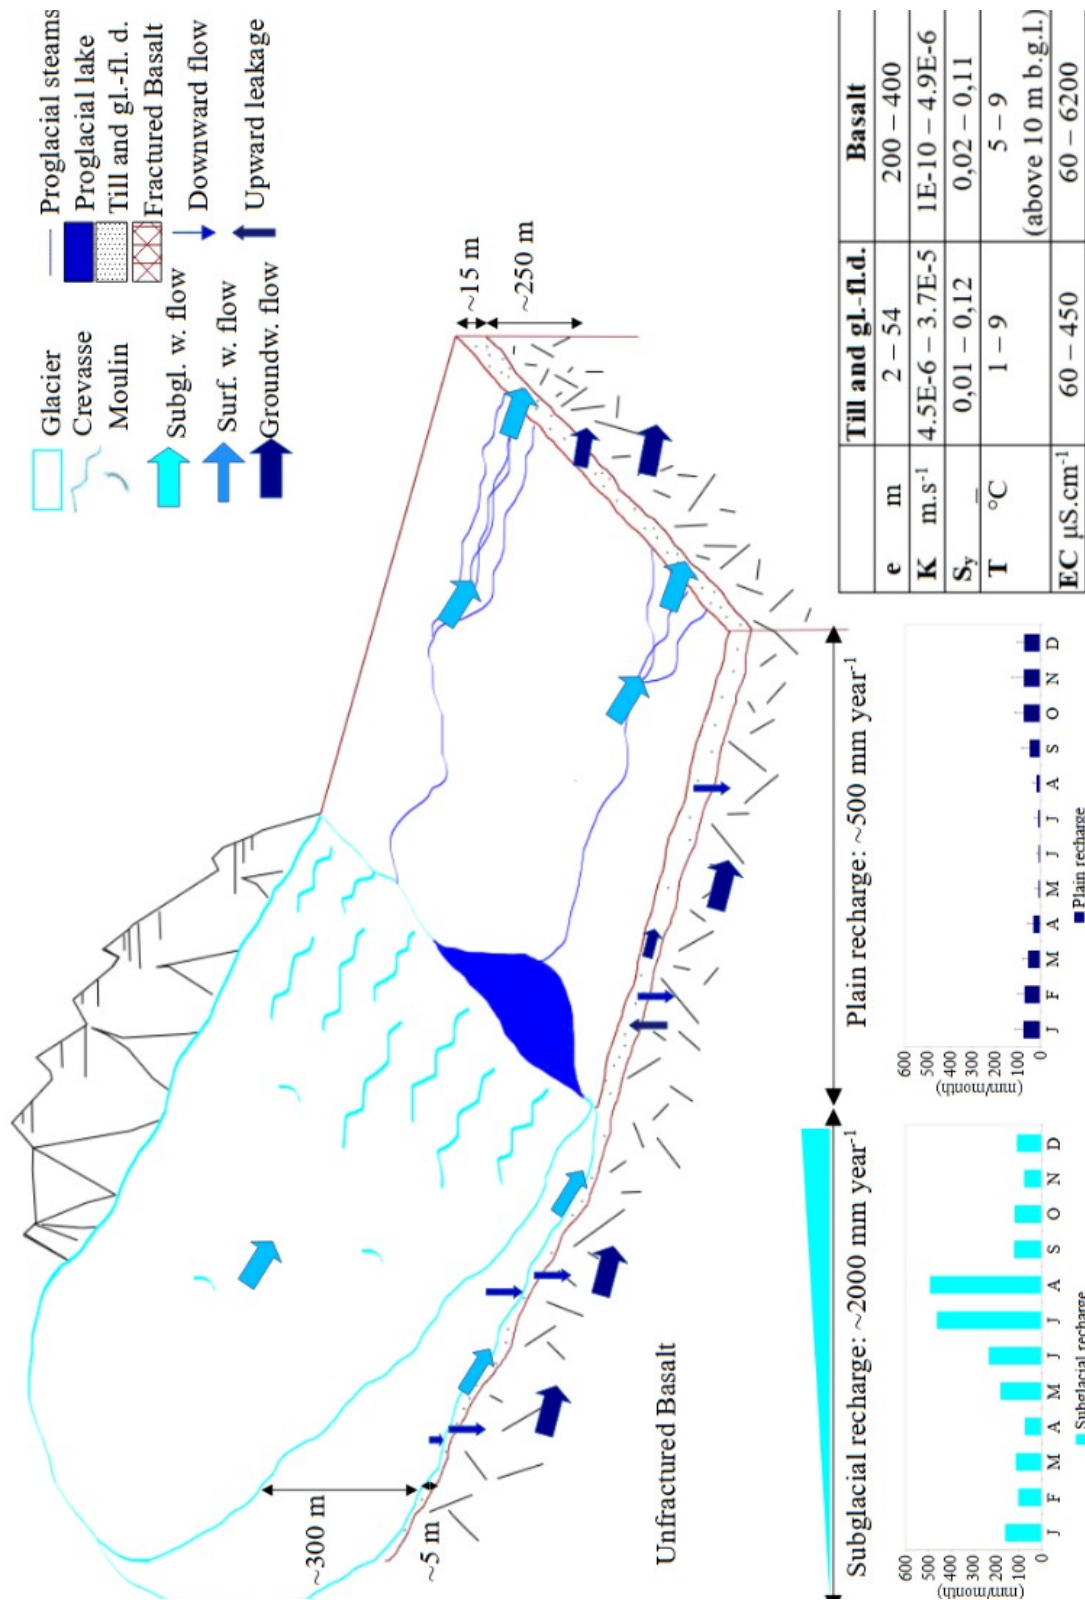 Glacier
Crevasse
Moulin
Subgl. w. flow
Surf. w. flow
Groundw. flow
Proglacial steams
Proglacial lake
Till and gl.-fl. d.
Fractured Basalt
Downward flow
Upward leakage
~15 m
~250 m
~300 m
~5 m
Unfractured Basalt
Subglacial recharge: ~2000 mm year-1
Plain recharge: ~500 mm year-1
600
500
400
300
200
100
0
(mm/month)
J F M A M J J A S O N D
Subglacial recharge
600
500
400
300
200
100
0
(mm/month)
J F M A M J J A S O N D
Plain recharge
Till and gl.-fl.d. Basalt
e m 2 – 54 200 – 400
K m.s-1 4.5E-6 – 3.7E-5 1E-10 – 4.9E-6
Sy – 0,01 – 0,12 0,02 – 0,11
T °C 1 – 9 5 – 9
(above 10 m b.g.l.)
EC µS.cm-1 60 – 450 60 – 6200